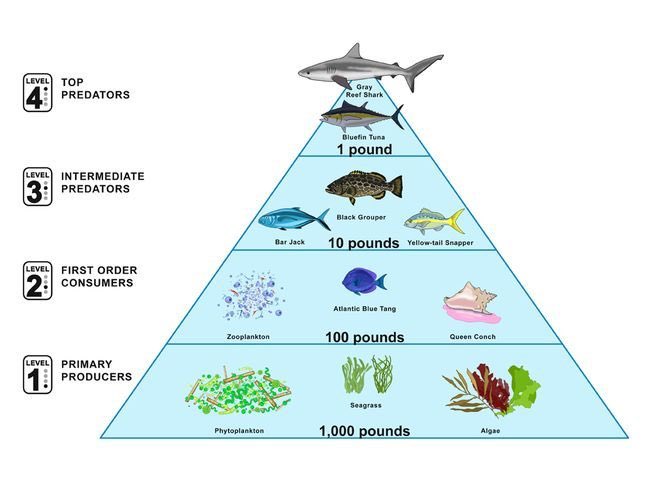 LEVEL
4
TOP
PREDATORS
Gray
Reef Shark
Bluefin Tuna
1 pound
LEVEL
3
INTERMEDIATE
PREDATORS
Black Grouper
Bar Jack
10 pounds
Yellow-tail Snapper
LEVEL
2
FIRST ORDER
CONSUMERS
Zooplankton
Atlantic Blue Tang
Queen Conch
100 pounds
LEVEL
1
PRIMARY
PRODUCERS
Seagrass
Phytoplankton
1,000 pounds
Algae